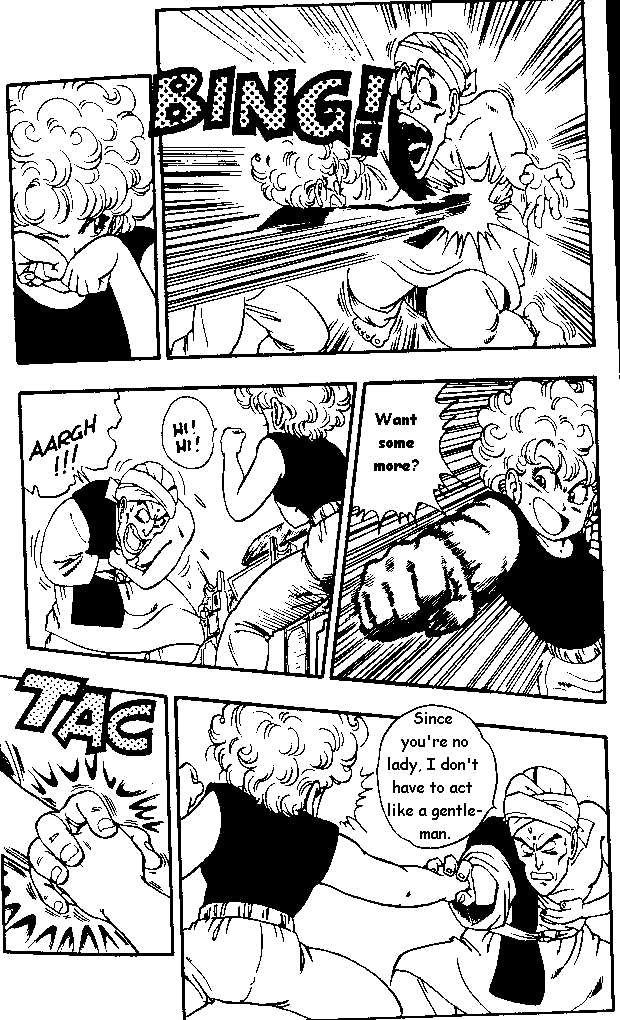 BING!
AARGH
!!!
HI!
HI!
Want
some
more?
TAC
Since
you're no
lady, I don't
have to act
like a gentle-
man.